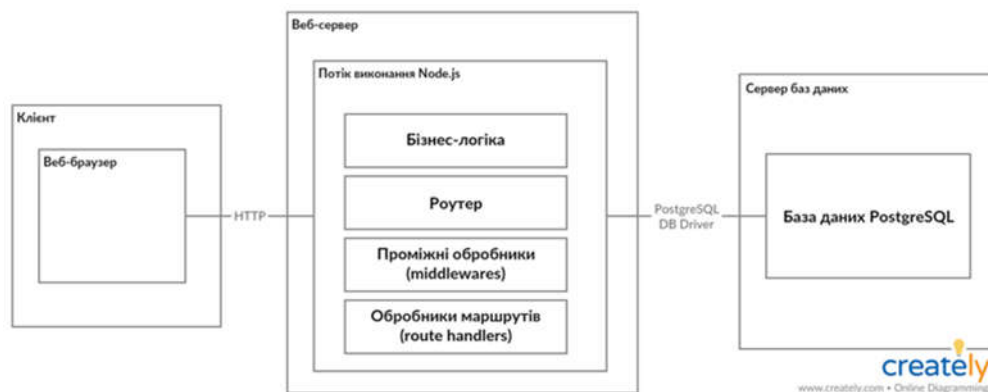 Клієнт
Веб-браузер
HTTP
Веб-сервер
Потік виконання Node.js
Бізнес-логіка
Роутер
Проміжні обробники
(middlewares)
Обробники маршрутів
(route handlers)
PostgreSQL
DB Driver
Сервер баз даних
База даних PostgreSQL
creately
www.creately.com • Online Diagramming